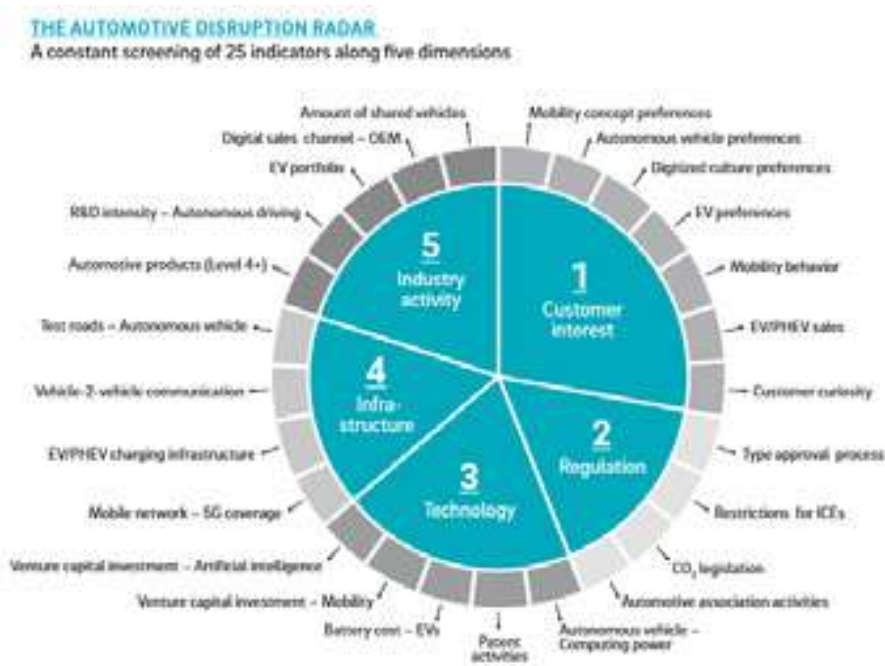 THE AUTOMOTIVE DISRUPTION RADAR
A constant screening of 25 indicators along five dimensions
Amount of shared vehicles
Mobility concept preferences
Digital sales channel – OEM
Autonomous vehicle preferences
EV portfolio
Digitized culture preferences
R&D intensity – Autonomous driving
EV preferences
Automotive products (Level 4+)
Mobility behavior
Test roads – Autonomous vehicle
EV/PHEV sales
Vehicle-2-vehicle communication
Customer curiosity
EV/PHEV charging infrastructure
Type approval process
Mobile network – 5G coverage
Restrictions for ICEs
Venture capital investment – Artificial intelligence
CO₂ legislation
Venture capital investment – Mobility
Automotive association activities
Battery cost – EVs
Patent
activities
Autonomous vehicle –
Computing power
1
Customer
interest
2
Regulation
3
Technology
4
Infra-
structure
5
Industry
activity